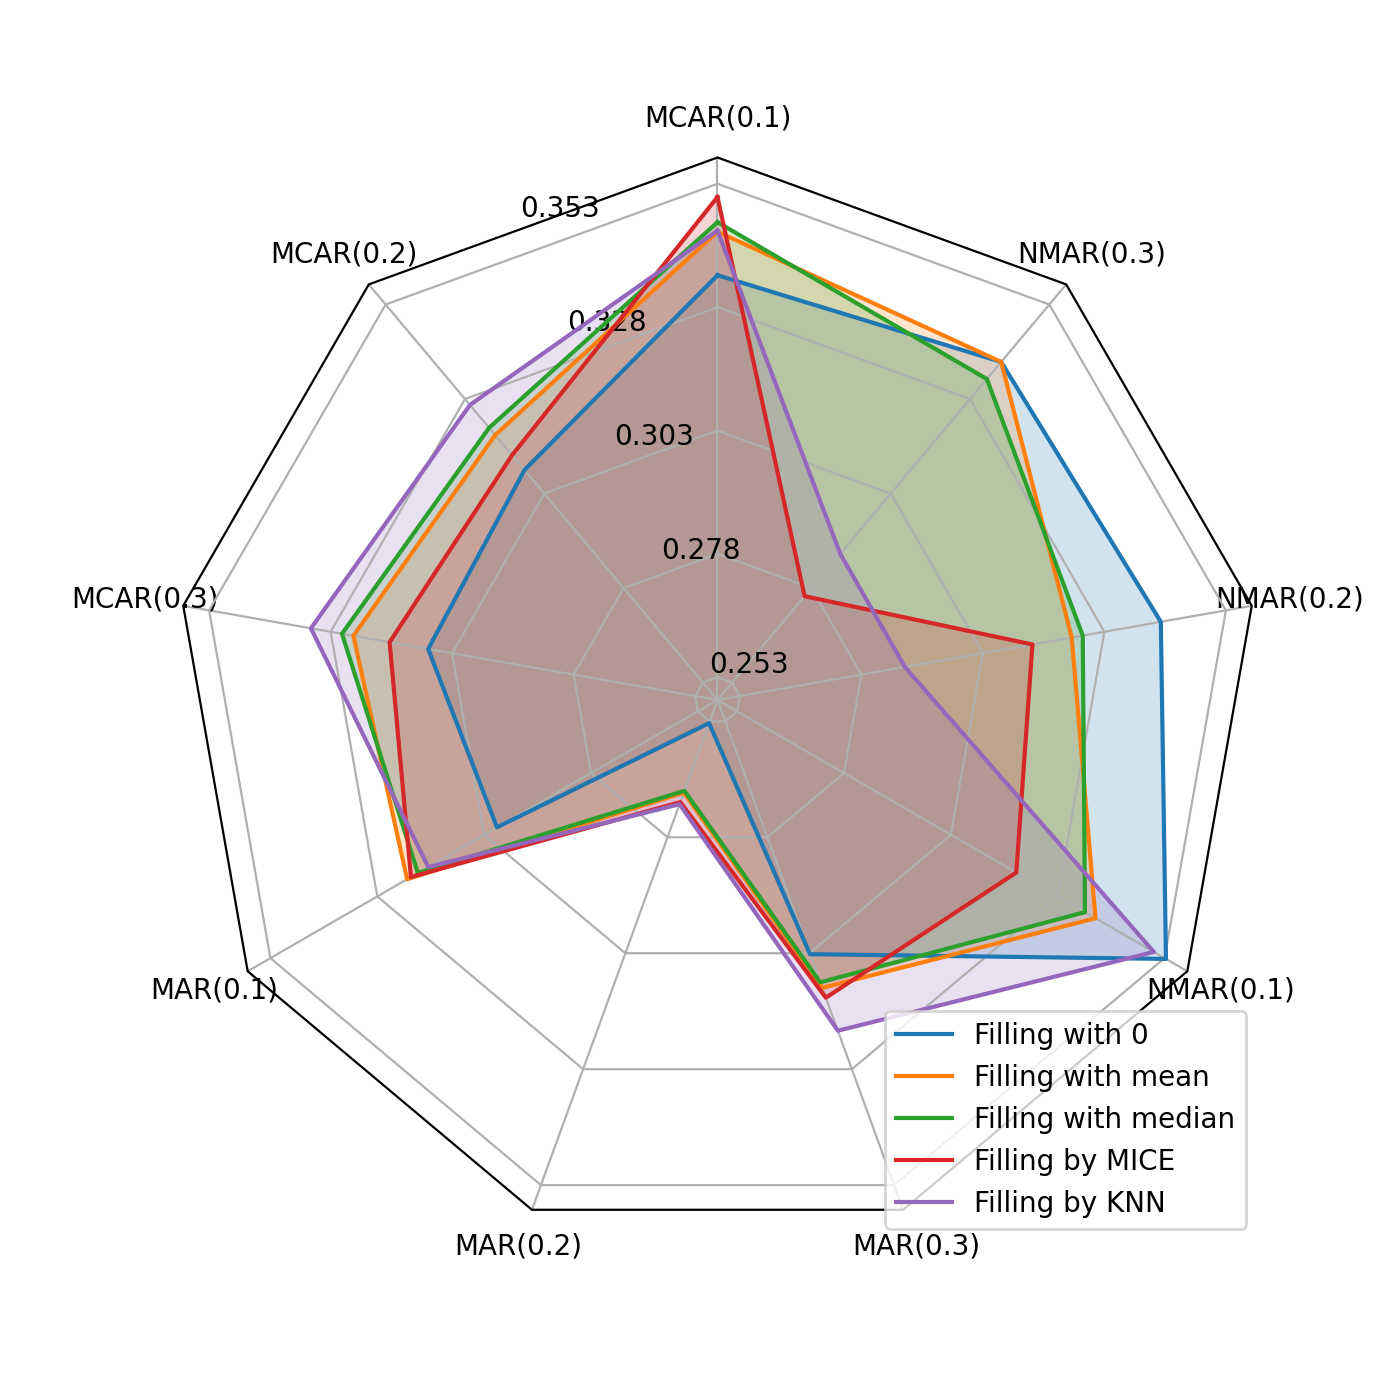 MCAR(0.1)
0.353
MCAR(0.2)
NMAR(0.3)
0.328
0.303
0.278
MCAR(0.3)
NMAR(0.2)
0.253
MAR(0.1)
NMAR(0.1)
Filling with 0
Filling with mean
Filling with median
Filling by MICE
Filling by KNN
MAR(0.2)
MAR(0.3)